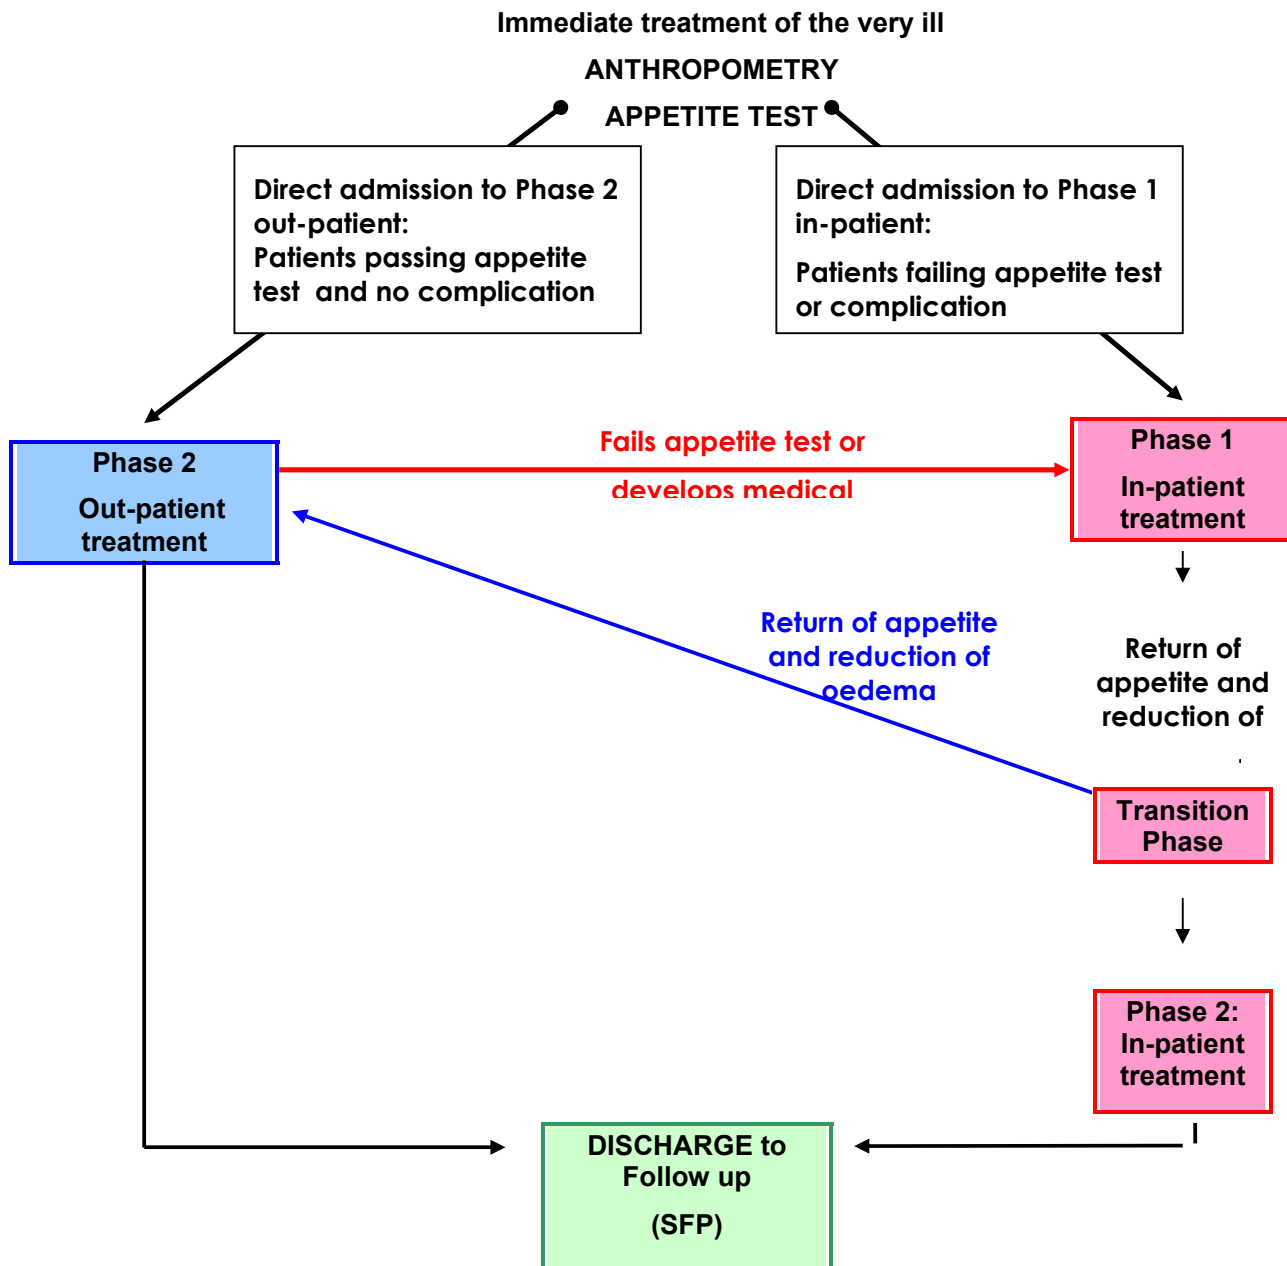 Immediate treatment of the very ill
ANTHROPOMETRY
APPETITE TEST
Direct admission to Phase 2
out-patient:
Patients passing appetite
test and no complication
Direct admission to Phase 1
in-patient:
Patients failing appetite test
or complication
Phase 2
Out-patient
treatment
Fails appetite test or
develops medical
Phase 1
In-patient
treatment
Return of appetite
and reduction of
oedema
Return of
appetite and
reduction of
Transition
Phase
Phase 2:
In-patient
treatment
DISCHARGE to
Follow up
(SFP)